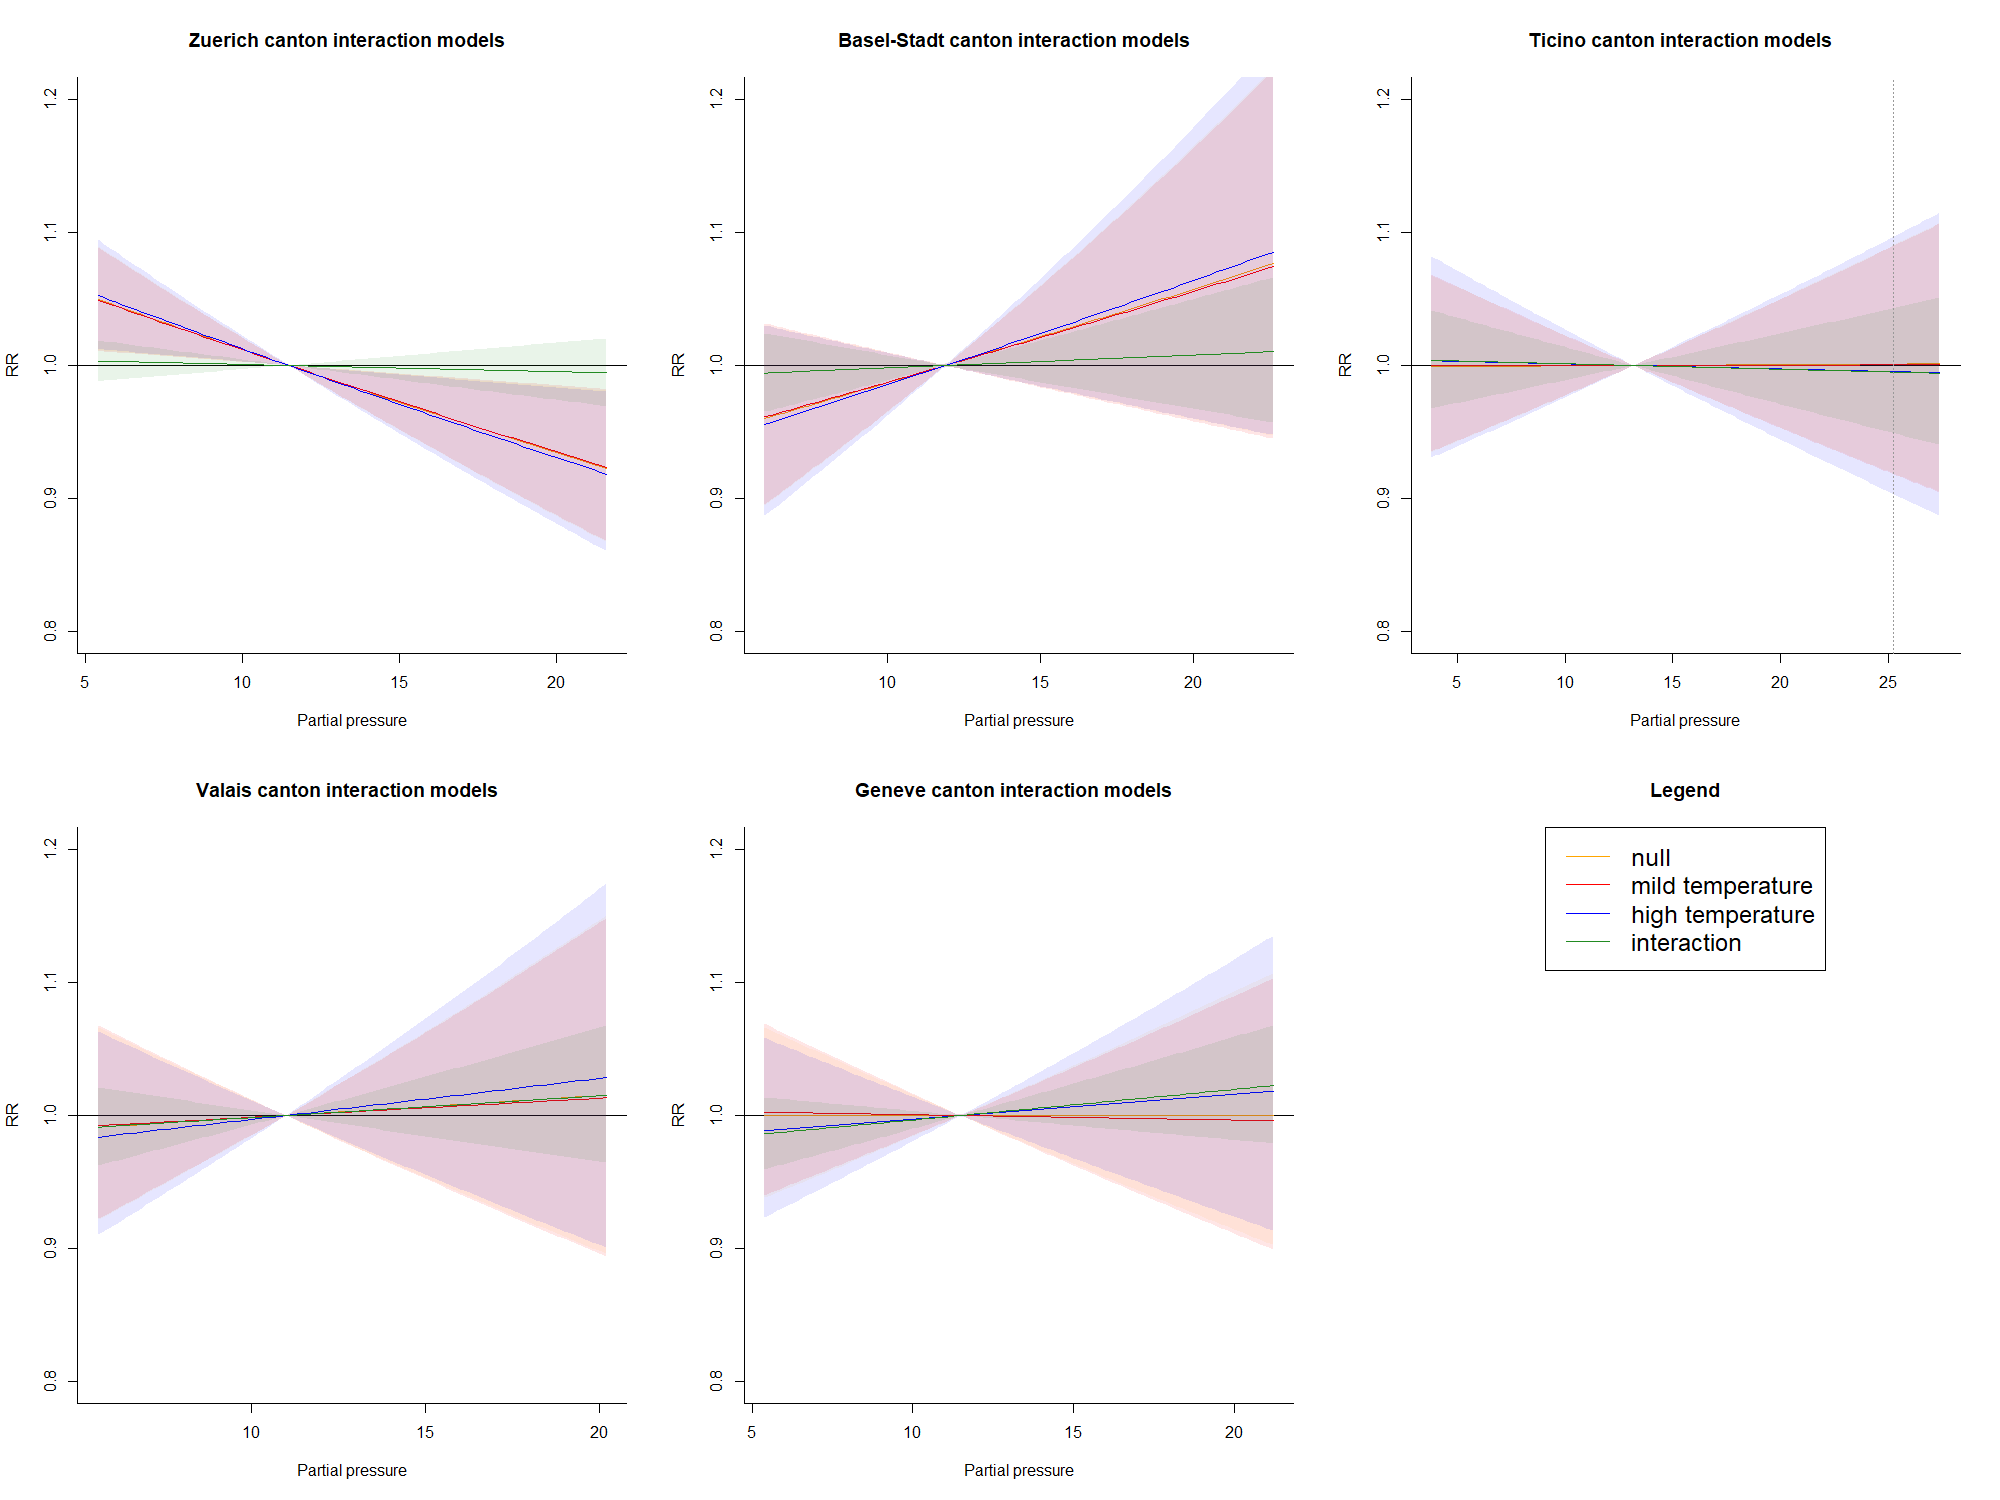 Zuerich canton interaction models
RR
1.2
1.1
1.0
0.9
0.8
5 10 15 20
Partial pressure
Basel-Stadt canton interaction models
RR
1.2
1.1
1.0
0.9
0.8
10 15 20
Partial pressure
Ticino canton interaction models
RR
1.2
1.1
1.0
0.9
0.8
5 10 15 20 25
Partial pressure
Valais canton interaction models
RR
1.2
1.1
1.0
0.9
0.8
10 15 20
Partial pressure
Geneve canton interaction models
RR
1.2
1.1
1.0
0.9
0.8
5 10 15 20
Partial pressure
Legend
null
mild temperature
high temperature
interaction